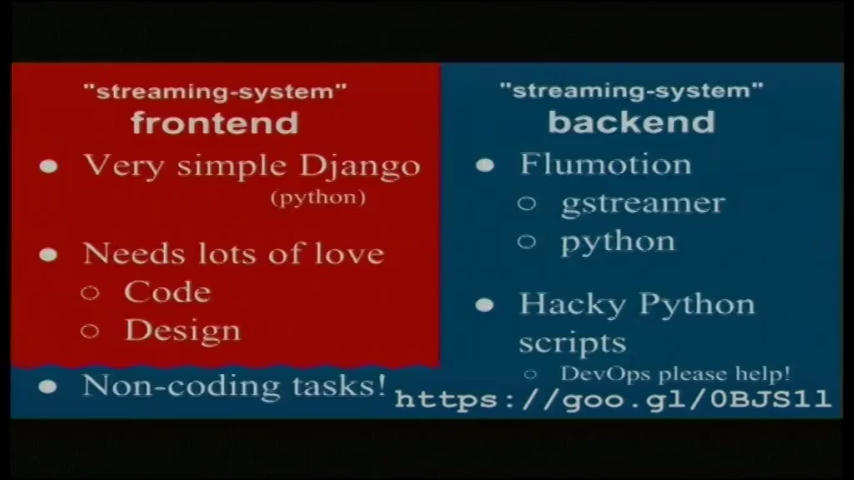 "streaming-system"
frontend
● Very simple Django
(python)
● Needs lots of love
○ Code
○ Design
● Non-coding tasks!
"streaming-system"
backend
● Flumotion
○ gstreamer
○ python
● Hacky Python
scripts
○ DevOps please help!
https://goo.gl/0BJS1l